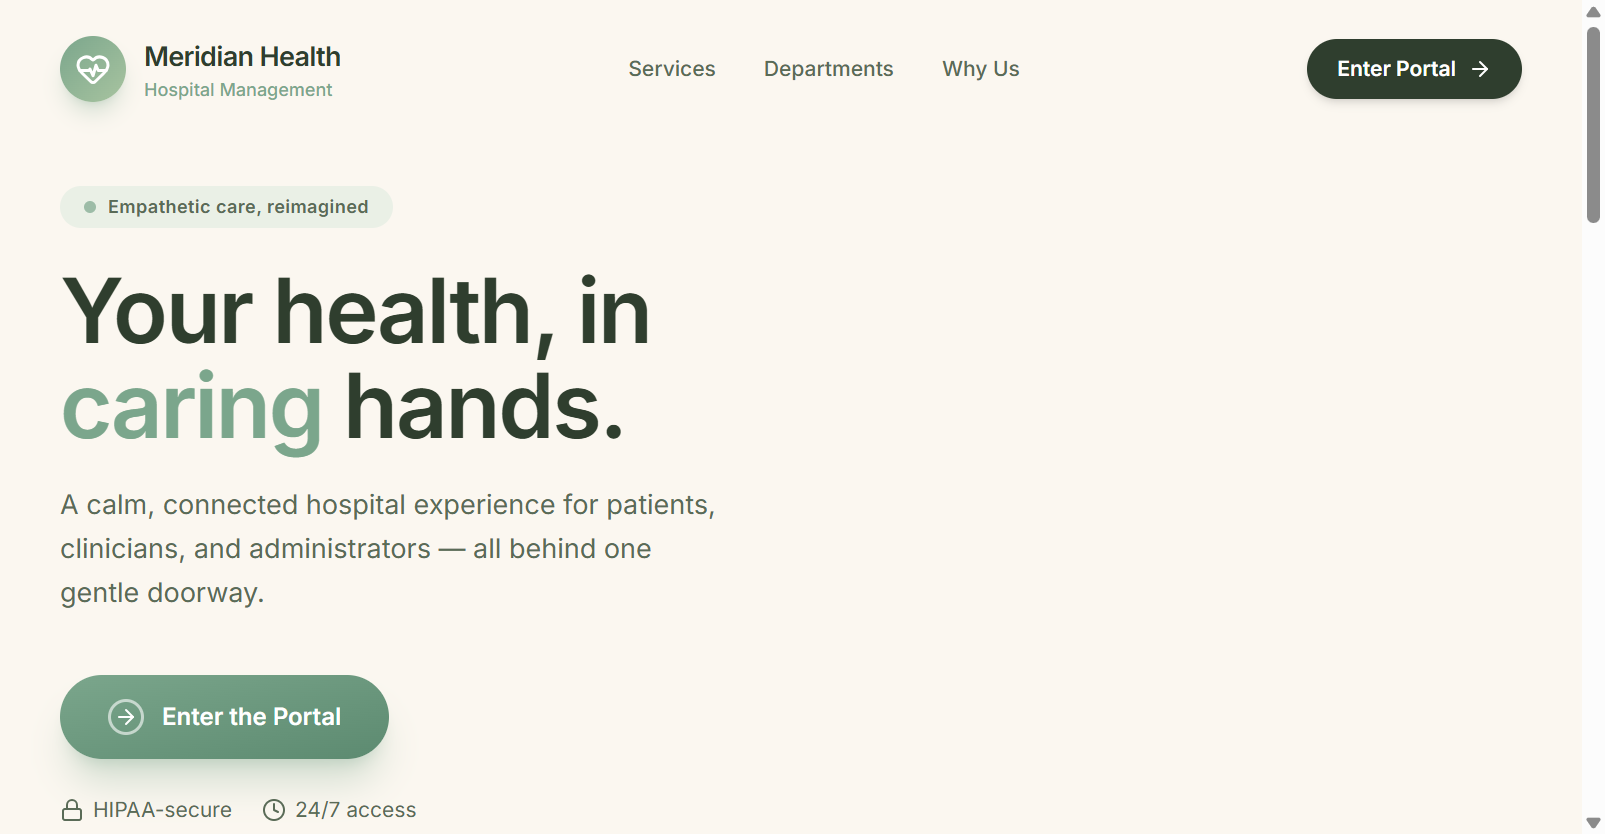 Meridian Health
Hospital Management
Services
Departments
Why Us
Enter Portal
Empathetic care, reimagined
Your health, in
caring hands.
A calm, connected hospital experience for patients,
clinicians, and administrators — all behind one
gentle doorway.
Enter the Portal
HIPAA-secure
24/7 access